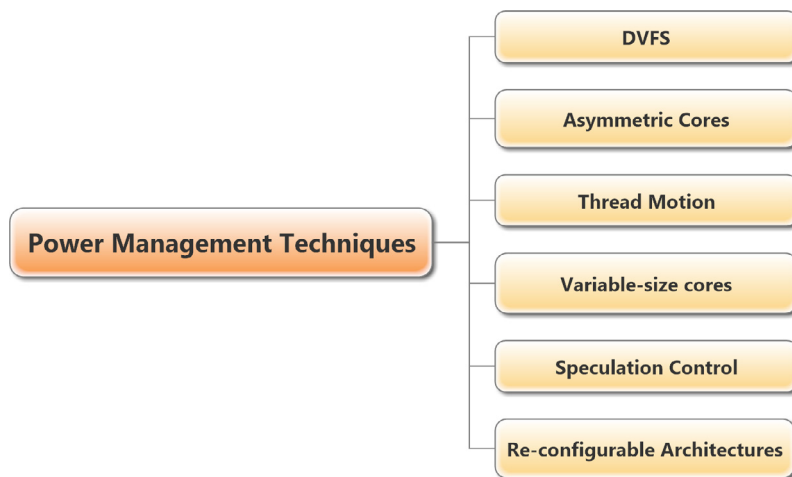 DVFS
Asymmetric Cores
Thread Motion
Power Management Techniques
Variable-size cores
Speculation Control
Re-configurable Architectures